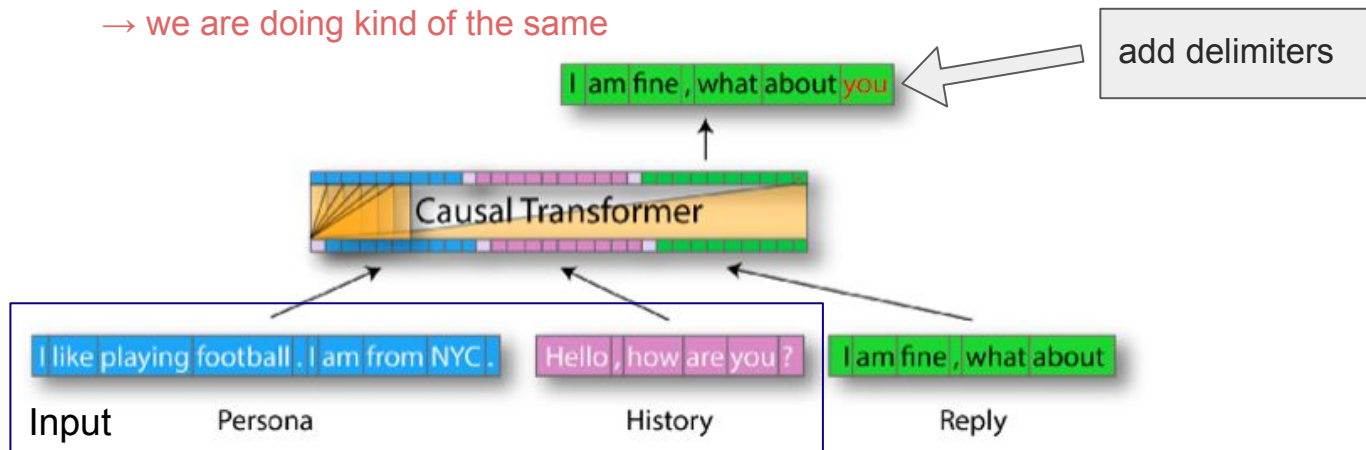 → we are doing kind of the same
add delimiters
I am fine , what about you
Causal Transformer
I like playing football . I am from NYC .
Hello , how are you ?
I am fine , what about
Input
Persona
History
Reply